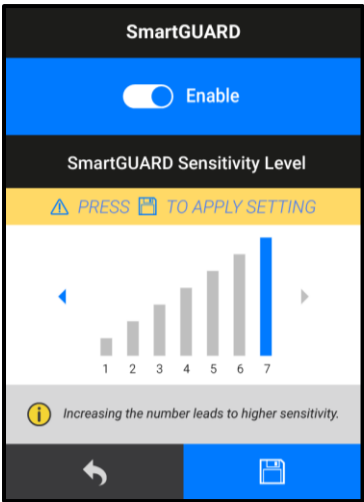 SmartGUARD
Enable
SmartGUARD Sensitivity Level
PRESS TO APPLY SETTING
1 2 3 4 5 6 7
Increasing the number leads to higher sensitivity.